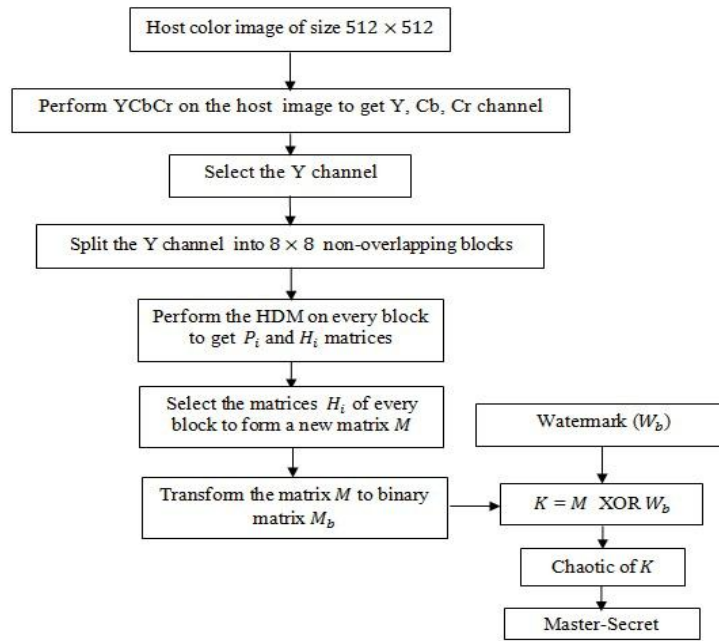 Host color image of size 512 × 512
Perform YCbCr on the host image to get Y, Cb, Cr channel
Select the Y channel
Split the Y channel into 8 × 8 non-overlapping blocks
Perform the HDM on every block
to get P_i and H_i matrices
Select the matrices H_i of every
block to form a new matrix M
Transform the matrix M to binary
matrix M_b
Watermark (W_b)
K = M XOR W_b
Chaotic of K
Master-Secret